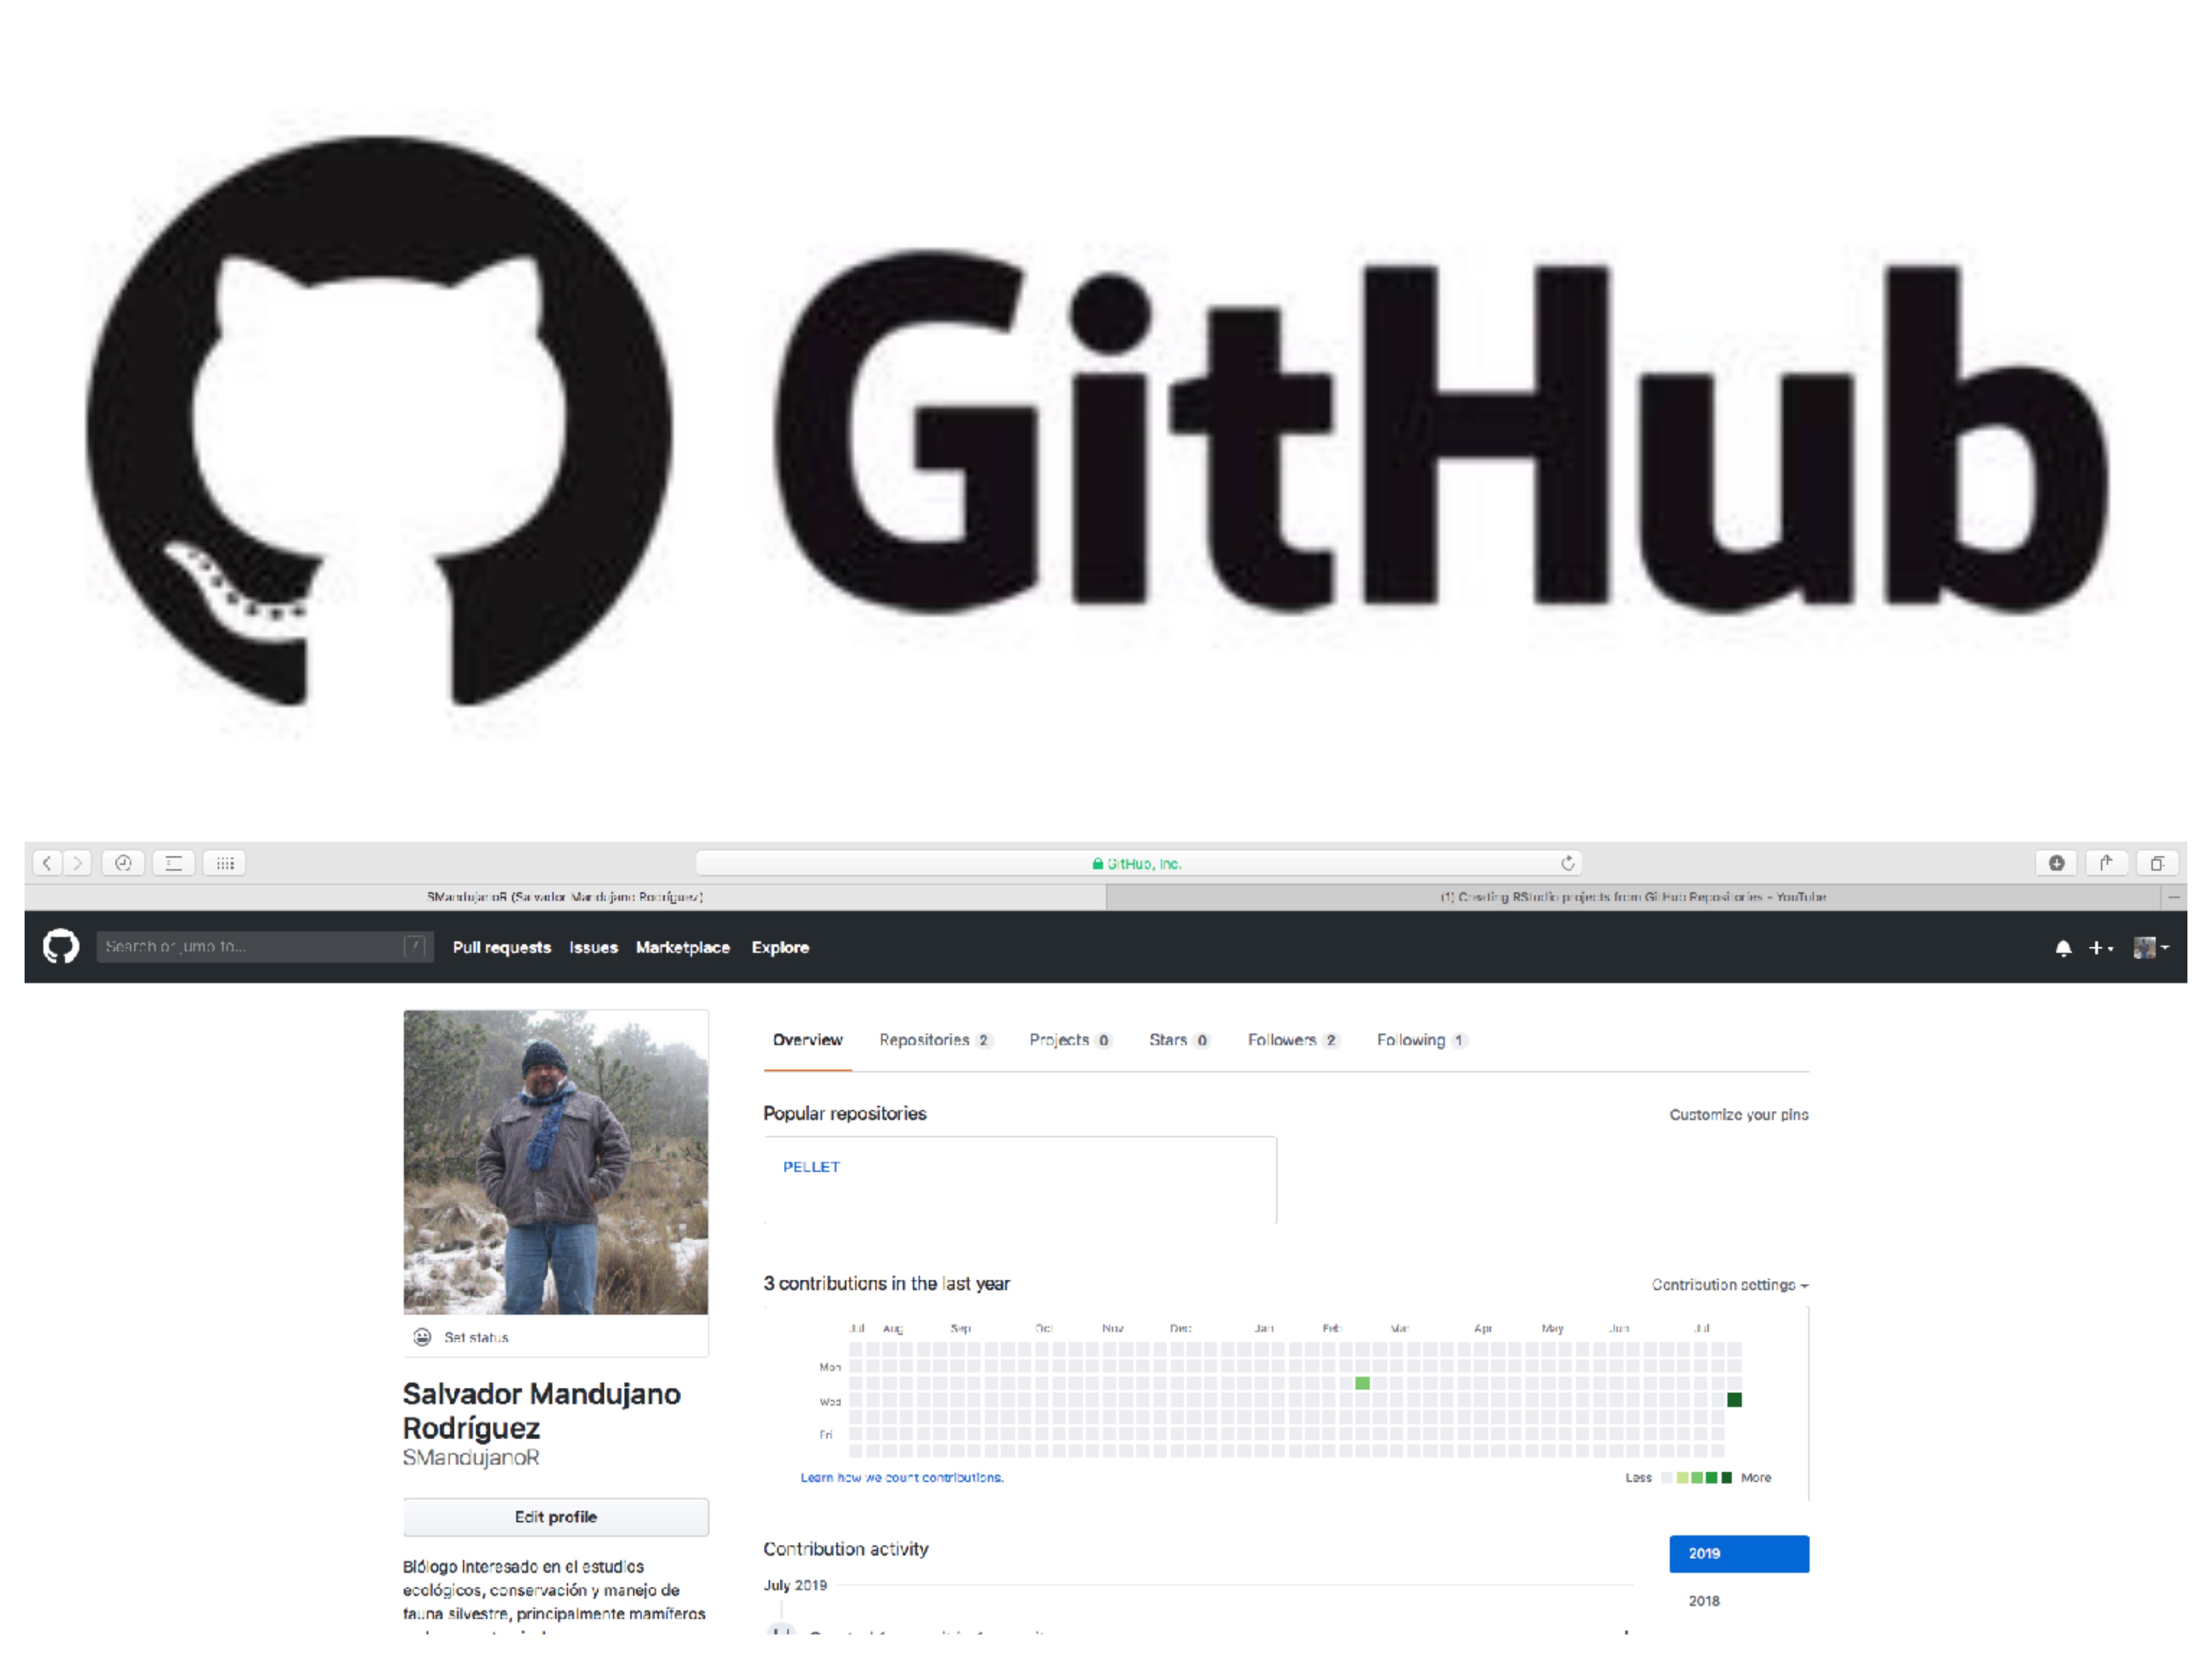 GitHub
GitHub, Inc.
SMandujanoR (Salvador Mandujano Rodríguez)
(1) Creating RStudio projects from GitHub Repositories - YouTube
Search or jump to...
/
Pull requests Issues Marketplace Explore
Overview Repositories 2 Projects 0 Stars 0 Followers 2 Following 1
Popular repositories
Customize your pins
PELLET
3 contributions in the last year
Contribution settings
Jul Aug Sep Oct Nov Dec Jan Feb Mar Apr May Jun Jul
Mon
Wed
Fri
Learn how we count contributions.
Less More
Set status
Salvador Mandujano
Rodríguez
SMandujanoR
Edit profile
Biólogo interesado en el estudios
ecológicos, conservación y manejo de
fauna silvestre, principalmente mamíferos
Contribution activity
July 2019
2019
2018